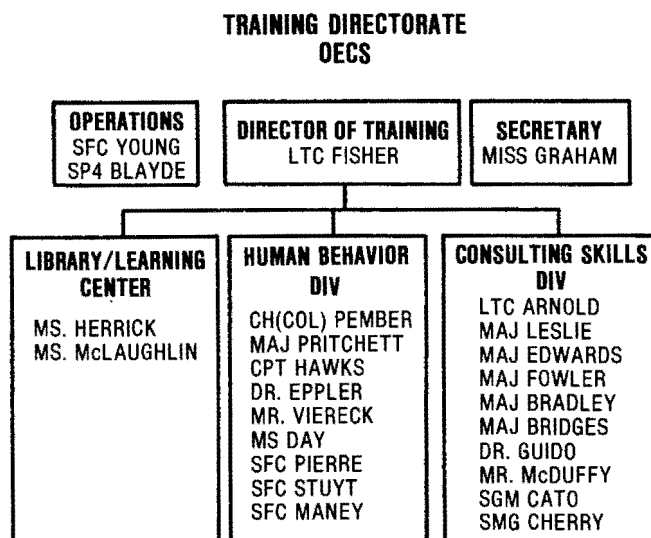 TRAINING DIRECTORATE
OECS
OPERATIONS
SFC YOUNG
SP4 BLAYDE
DIRECTOR OF TRAINING
LTC FISHER
SECRETARY
MISS GRAHAM
LIBRARY/LEARNING
CENTER
MS. HERRICK
MS. McLAUGHLIN
HUMAN BEHAVIOR
DIV
CH(COL) PEMBER
MAJ PRITCHETT
CPT HAWKS
DR. EPPLER
MR. VIERECK
MS DAY
SFC PIERRE
SFC STUYT
SFC MANEY
CONSULTING SKILLS
DIV
LTC ARNOLD
MAJ LESLIE
MAJ EDWARDS
MAJ FOWLER
MAJ BRADLEY
MAJ BRIDGES
DR. GUIDO
MR. McDUFFY
SGM CATO
SMG CHERRY